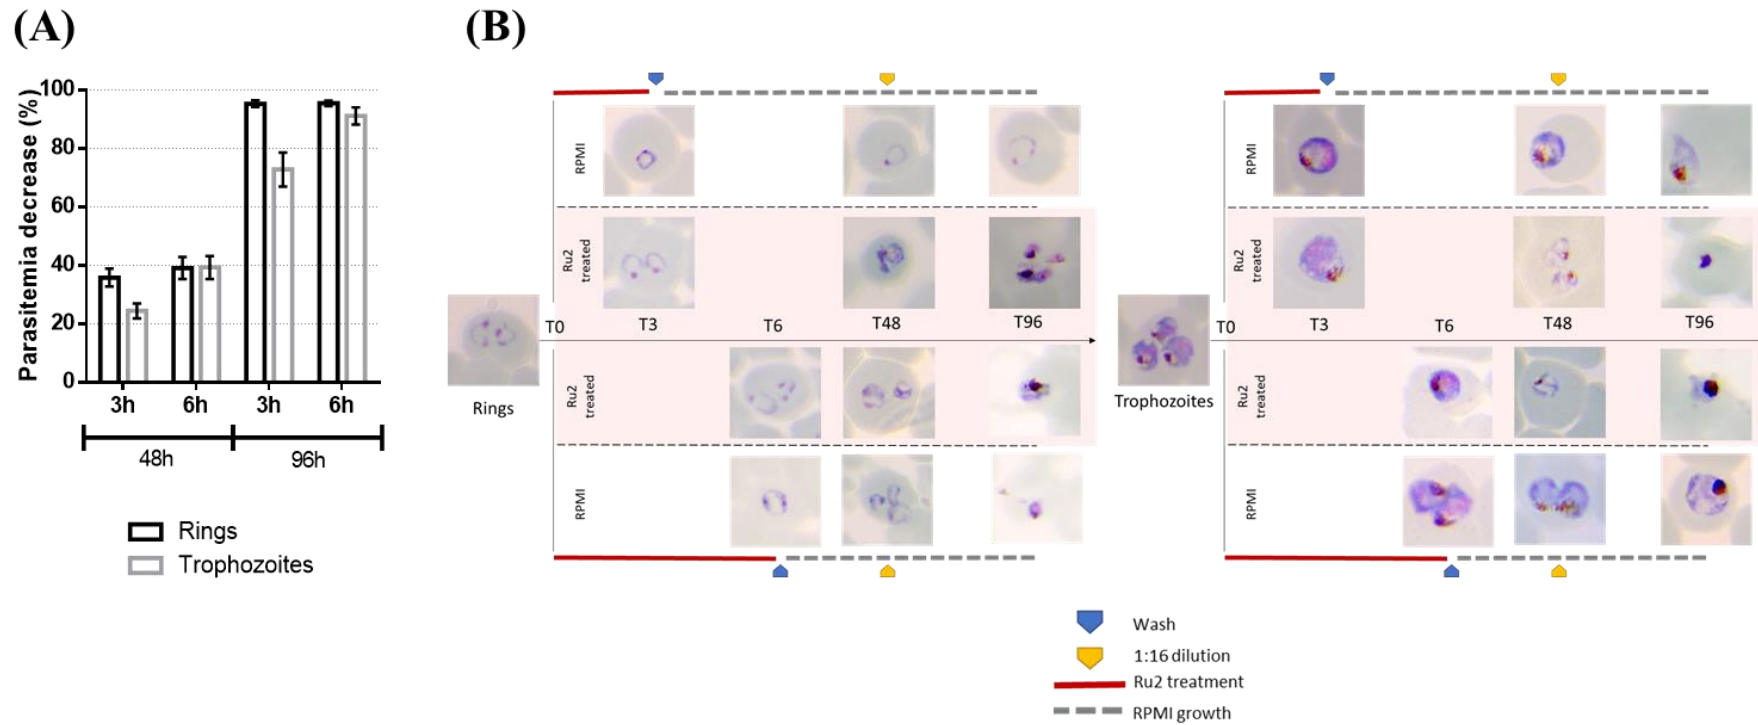 (A)
(B)
Parasitemia decrease (%)
100
80
60
40
20
0
3h
6h
3h
6h
48h
96h
Rings
Trophozoites
RPMI
Ru2
treated
T0
T3
T6
T48
T96
Rings
Ru2
treated
RPMI
RPMI
Ru2
treated
T0
T3
T6
T48
T96
Trophozoites
Ru2
treated
RPMI
Wash
1:16 dilution
Ru2 treatment
RPMI growth